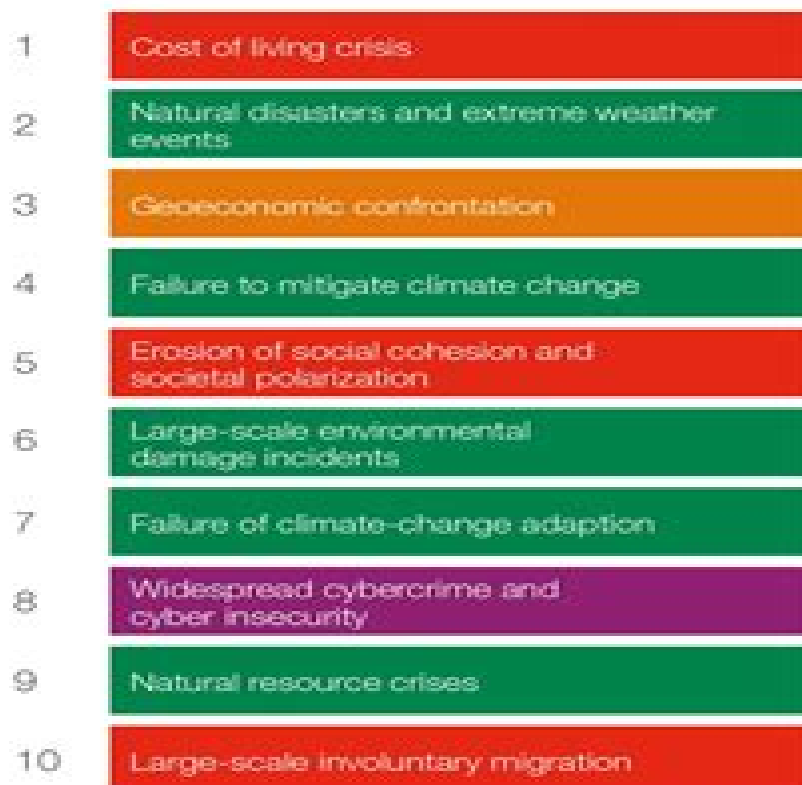 1 Cost of living crisis
2 Natural disasters and extreme weather
events
3 Geoeconomic confrontation
4 Failure to mitigate climate change
5 Erosion of social cohesion and
societal polarization
6 Large-scale environmental
damage incidents
7 Failure of climate-change adaption
8 Widespread cybercrime and
cyber insecurity
9 Natural resource crises
10 Large-scale involuntary migration